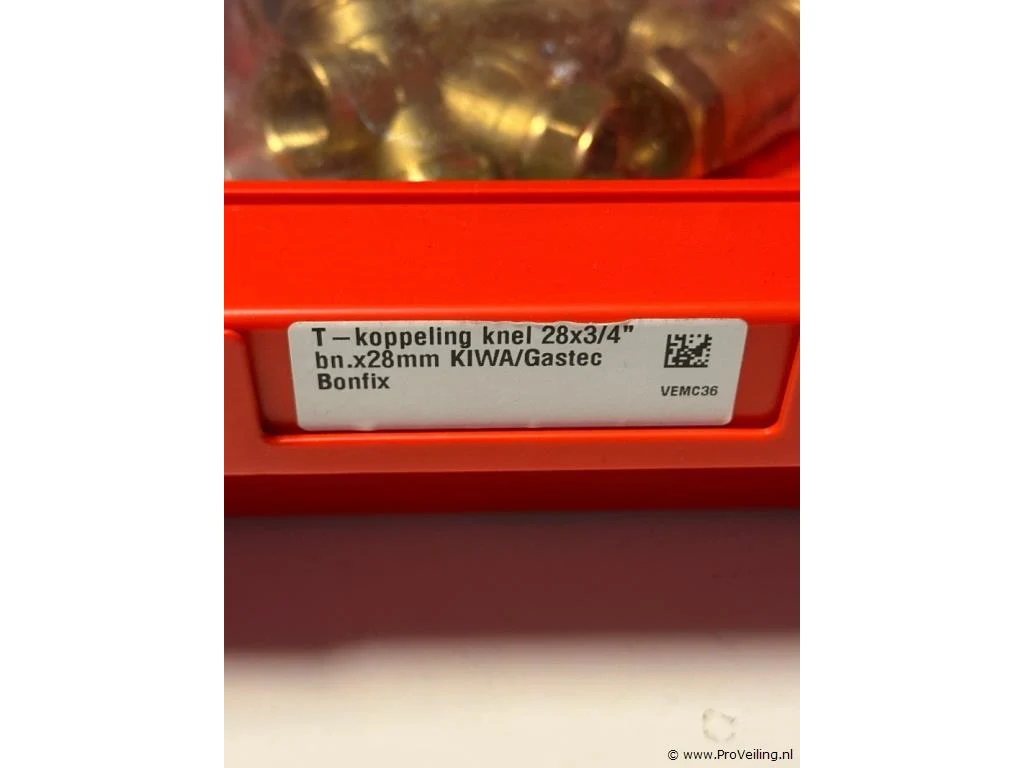 T-koppeling knel 28x3/4"
bn.x28mm KIWA/Gastec
Bonfix
VEMC36
© www.ProVeiling.nl